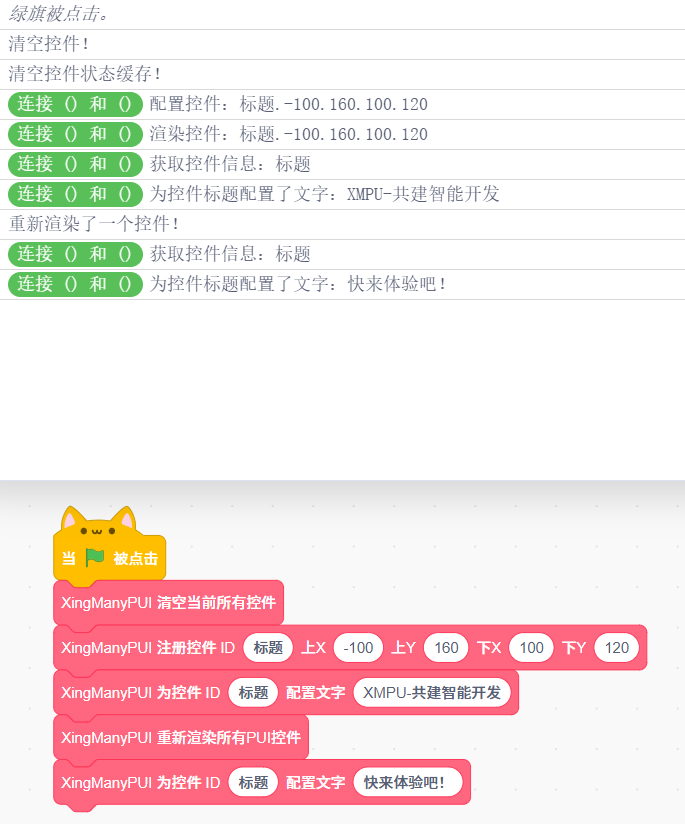 绿旗被点击。
清空控件!
清空控件状态缓存!
连接 () 和 () 配置控件: 标题.-100.160.100.120
连接 () 和 () 渲染控件: 标题.-100.160.100.120
连接 () 和 () 获取控件信息: 标题
连接 () 和 () 为控件标题配置了文字: XMPU-共建智能开发
重新渲染了一个控件!
连接 () 和 () 获取控件信息: 标题
连接 () 和 () 为控件标题配置了文字: 快来体验吧!
当 被点击
XingManyPUI 清空当前所有控件
XingManyPUI 注册控件 ID 标题 上X -100 上Y 160 下X 100 下Y 120
XingManyPUI 为控件 ID 标题 配置文字 XMPU-共建智能开发
XingManyPUI 重新渲染所有PUI控件
XingManyPUI 为控件 ID 标题 配置文字 快来体验吧!